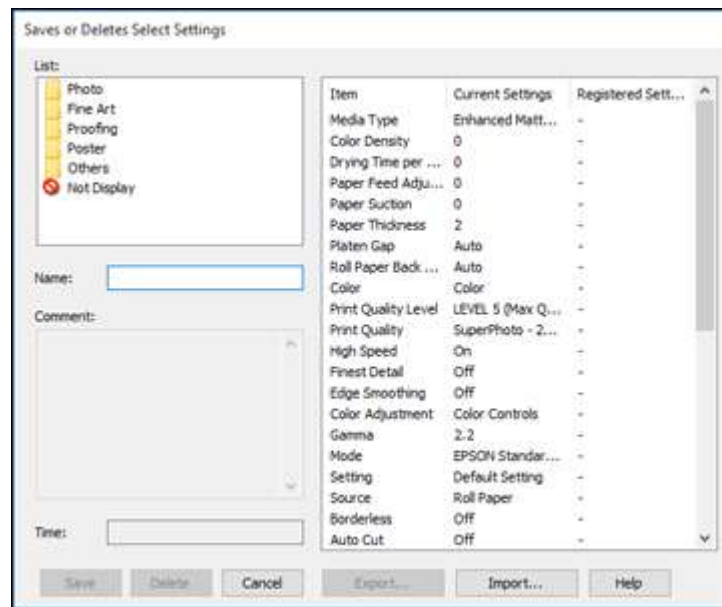 Saves or Deletes Select Settings
List:
Photo
Fine Art
Proofing
Poster
Others
Not Display
Name:
Comment:
Time:
Item Current Settings Registered Sett...
Media Type Enhanced Matt... -
Color Density 0 -
Drying Time per ... 0 -
Paper Feed Adju... 0 -
Paper Suction 0 -
Paper Thickness 2 -
Platen Gap Auto -
Roll Paper Back ... Auto -
Color Color -
Print Quality Level LEVEL 5 (Max Q... -
Print Quality SuperPhoto - 2... -
High Speed On -
Finest Detail Off -
Edge Smoothing Off -
Color Adjustment Color Controls -
Gamma 2.2 -
Mode EPSON Standar... -
Setting Default Setting -
Source Roll Paper -
Borderless Off -
Auto Cut Off -
Save Delete Cancel Export... Import... Help